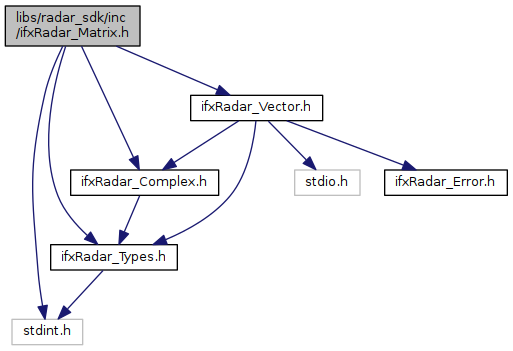 libs/radar_sdk/inc
/ifxRadar_Matrix.h
ifxRadar_Vector.h
ifxRadar_Complex.h
stdio.h
ifxRadar_Error.h
ifxRadar_Types.h
stdint.h